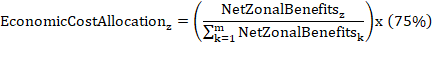 EconomicCostAllocation_z = ( NetZonalBenefits_z / ∑_{k=1}^{m} NetZonalBenefits_k ) x (75%)